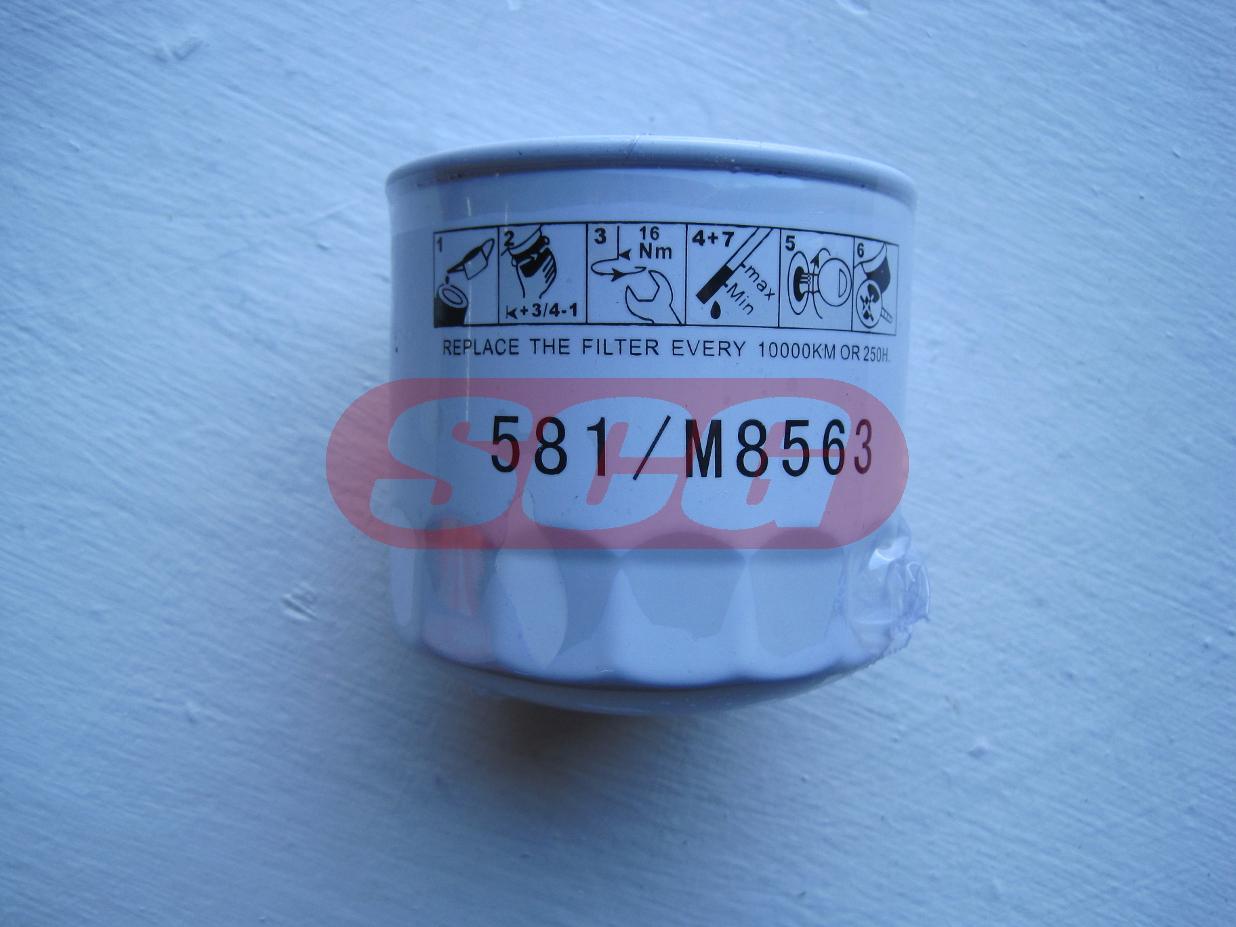 1 2 3 16 Nm 4+7 5 6
+3/4-1 max Min
REPLACE THE FILTER EVERY 10000KM OR 250H.
581/M8563
SCG